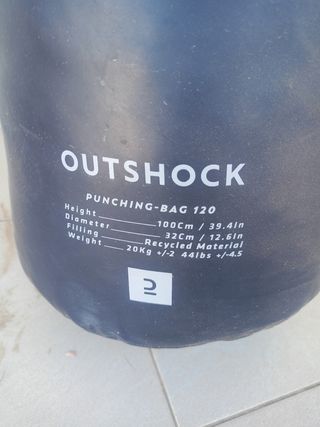 OUTSHOCK
PUNCHING-BAG 120
Height 100Cm / 39.4in
Diameter 32Cm / 12.6in
Filling Recycled Material
Weight 20Kg +/-2 44lbs +/-4.5